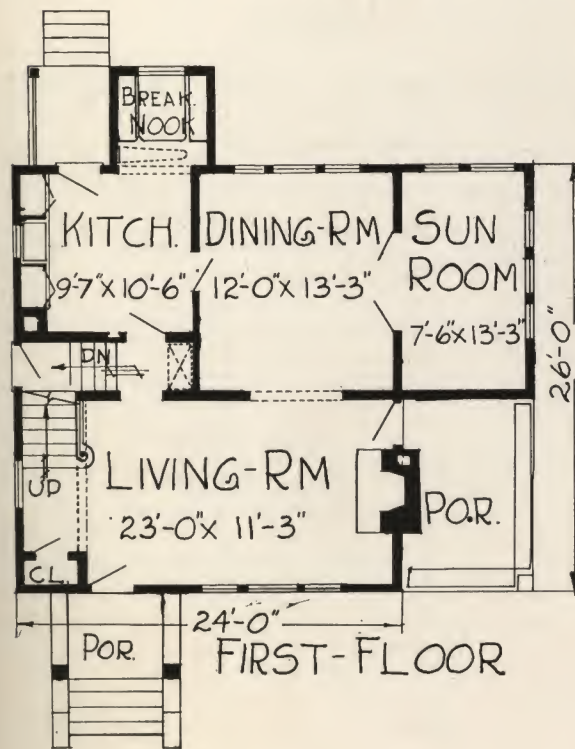 BREAK.
NOOK
KITCH.
9'-7" X 10'-6"
DINING-RM
12'-0" X 13'-3"
SUN
ROOM
7'-6" X 13'-3"
DN
26'-0"
UP
LIVING-RM
23'-0" X 11'-3"
POR.
CL.
24'-0"
POR.
FIRST-FLOOR